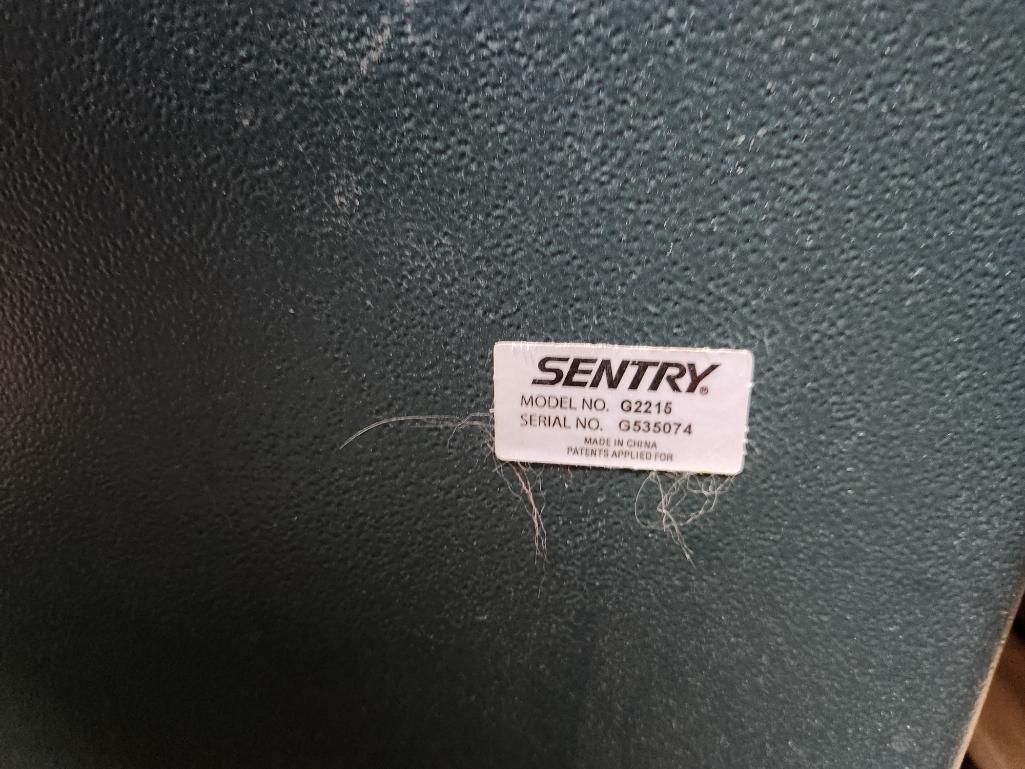 SENTRY®
MODEL NO. G2215
SERIAL NO. G535074
MADE IN CHINA
PATENTS APPLIED FOR